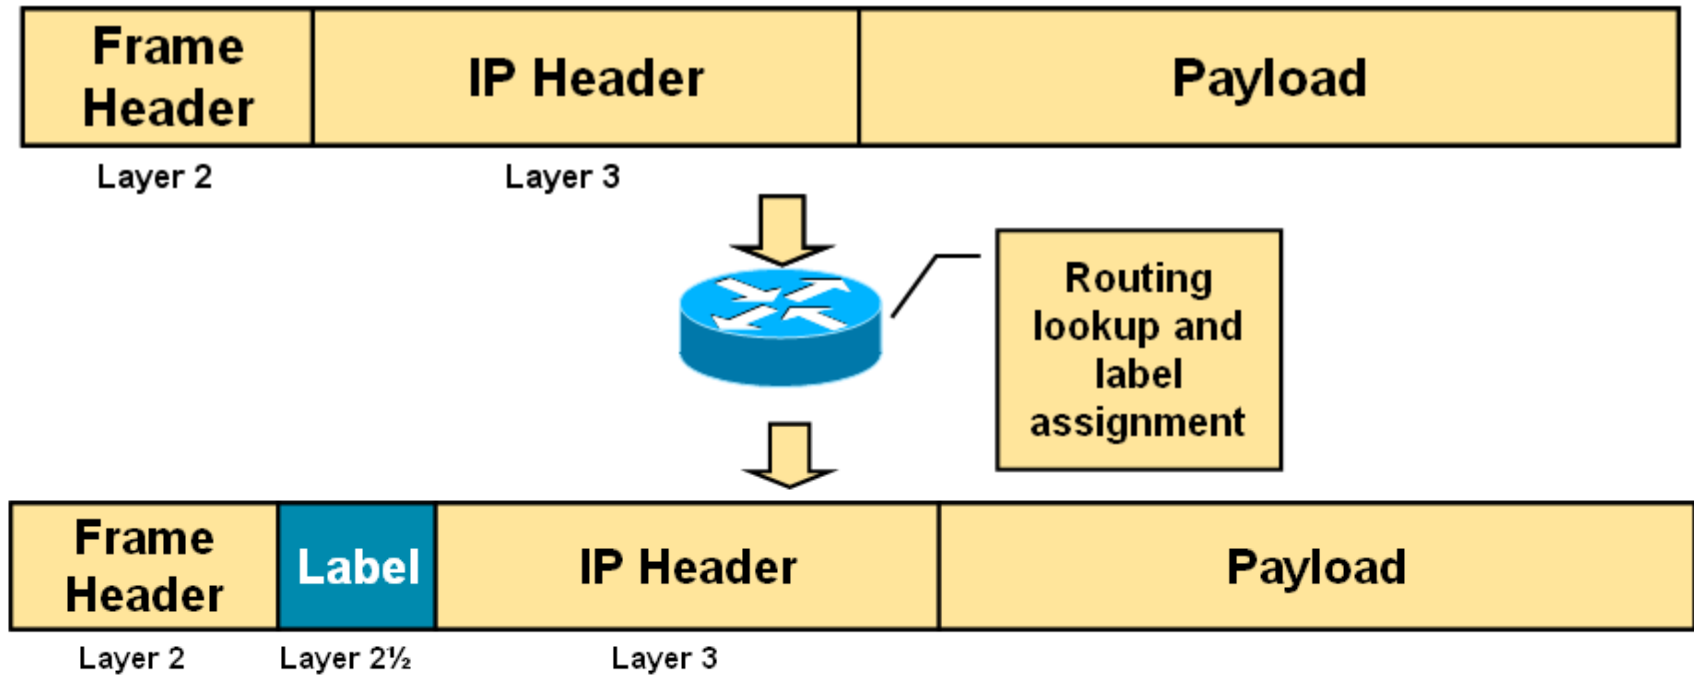 Frame
Header
IP Header
Payload
Layer 2
Layer 3
Routing
lookup and
label
assignment
Frame
Header
Label
IP Header
Payload
Layer 2
Layer 2½
Layer 3